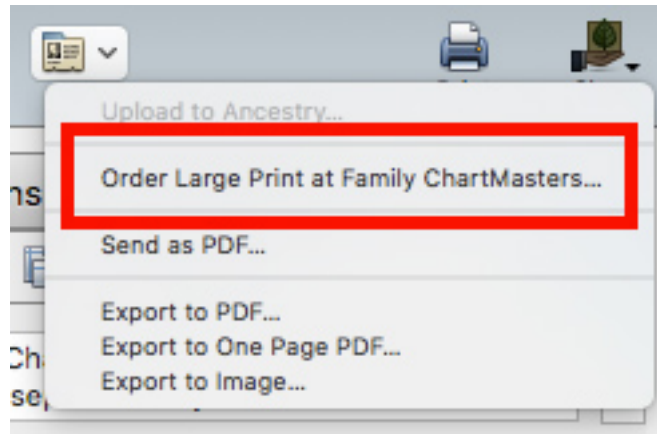 Upload to Ancestry...
Order Large Print at Family ChartMasters...
Send as PDF...
Export to PDF...
Export to One Page PDF...
Export to Image...